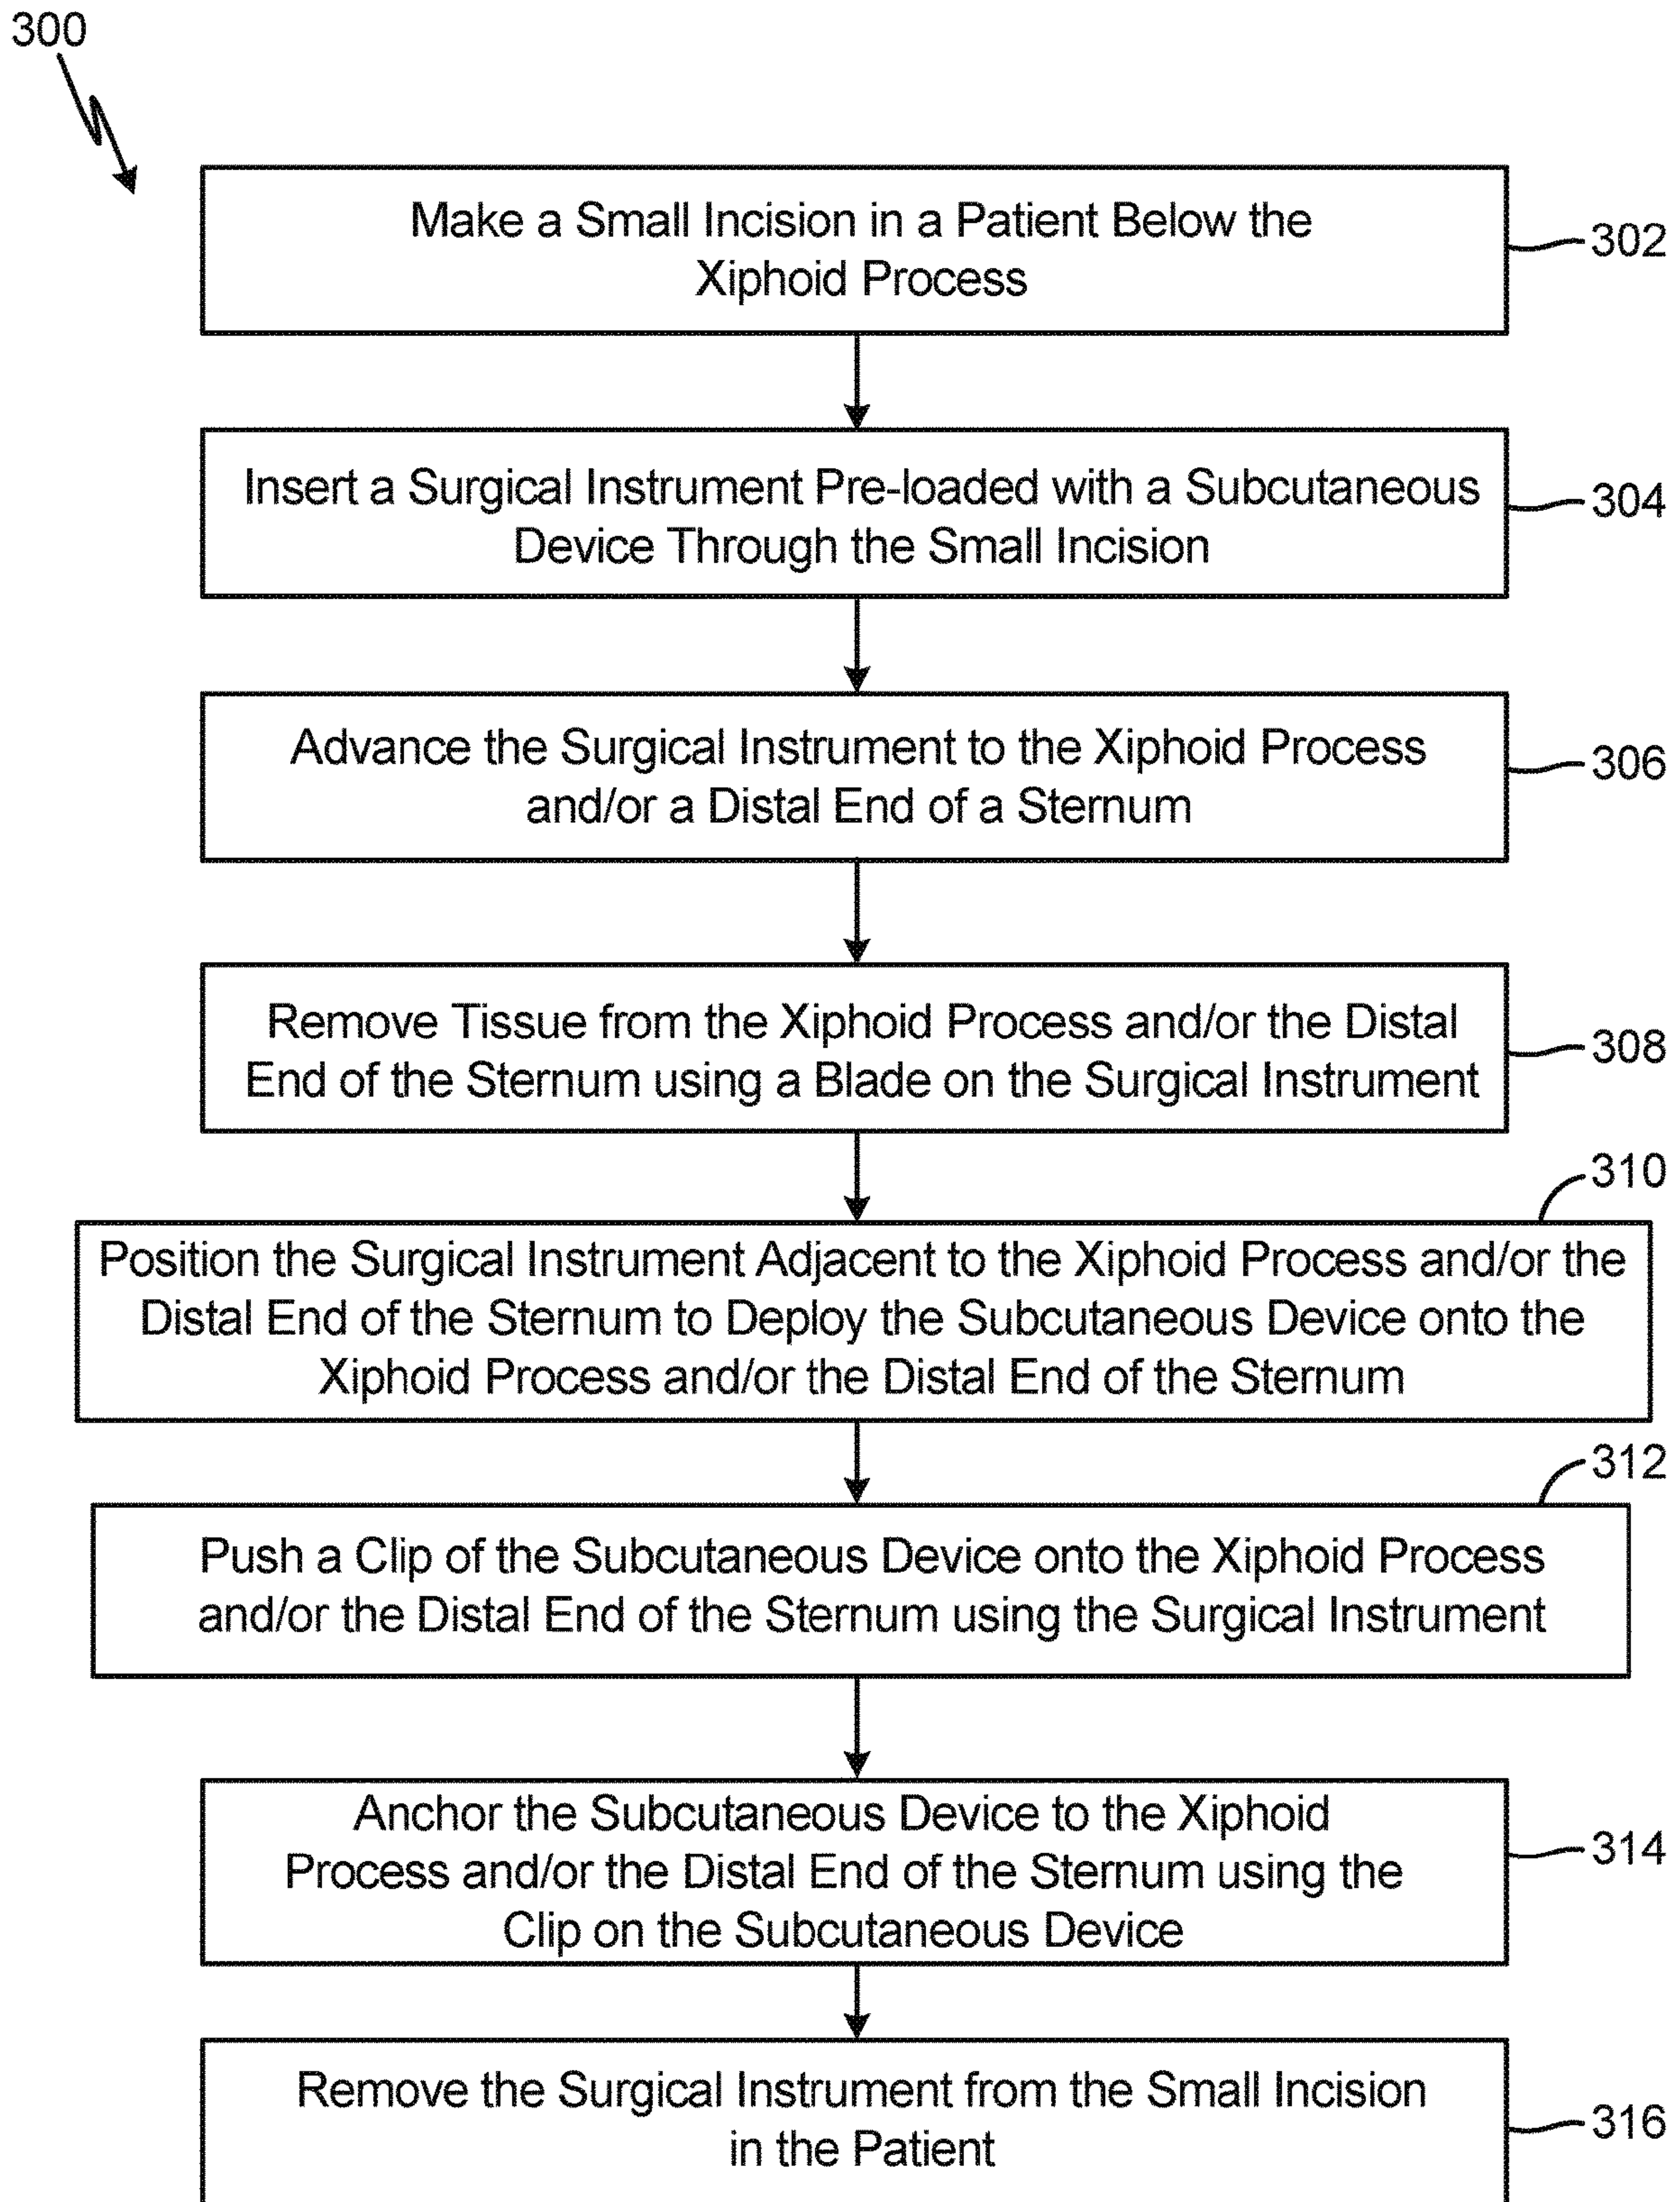 300
Make a Small Incision in a Patient Below the
Xiphoid Process
302
Insert a Surgical Instrument Pre-loaded with a Subcutaneous
Device Through the Small Incision
304
Advance the Surgical Instrument to the Xiphoid Process
and/or a Distal End of a Sternum
306
Remove Tissue from the Xiphoid Process and/or the Distal
End of the Sternum using a Blade on the Surgical Instrument
308
310
Position the Surgical Instrument Adjacent to the Xiphoid Process and/or the
Distal End of the Sternum to Deploy the Subcutaneous Device onto the
Xiphoid Process and/or the Distal End of the Sternum
312
Push a Clip of the Subcutaneous Device onto the Xiphoid Process
and/or the Distal End of the Sternum using the Surgical Instrument
Anchor the Subcutaneous Device to the Xiphoid
Process and/or the Distal End of the Sternum using the
Clip on the Subcutaneous Device
314
Remove the Surgical Instrument from the Small Incision
in the Patient
316